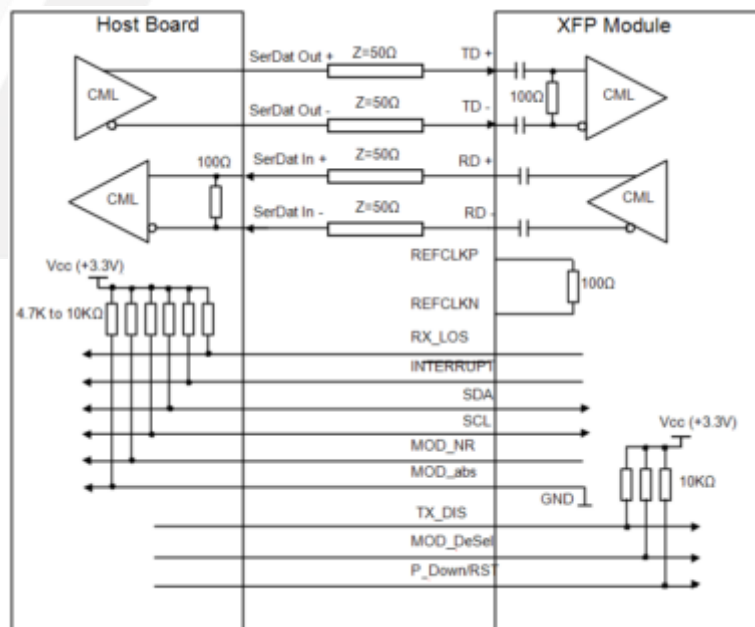 Host Board
XFP Module
SerDat Out +
Z=50Ω
TD +
CML
100Ω
CML
SerDat Out -
Z=50Ω
TD -
100Ω
SerDat In +
Z=50Ω
RD +
CML
CML
SerDat In -
Z=50Ω
RD -
REFCLKP
Vcc (+3.3V)
100Ω
4.7K to 10KΩ
REFCLKN
RX_LOS
INTERRUPT
SDA
SCL
Vcc (+3.3V)
MOD_NR
MOD_abs
10KΩ
GND
TX_DIS
MOD_DeSel
P_Down/RST